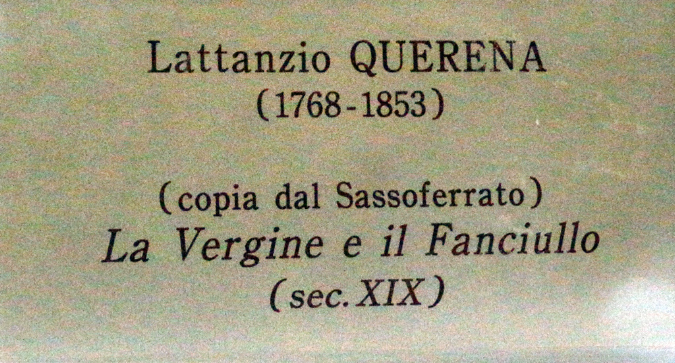 Lattanzio QUERENA
(1768-1853)
(copia dal Sassoferrato)
La Vergine e il Fanciullo
(sec. XIX)